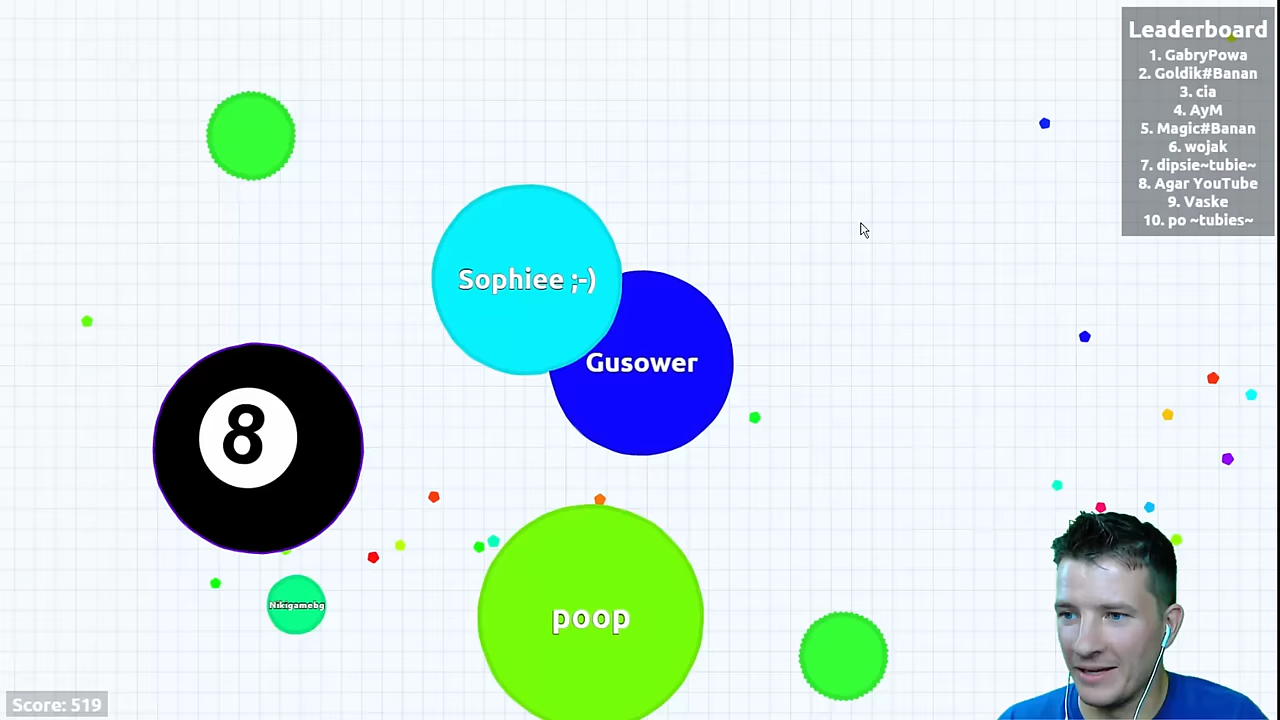 Leaderboard
1. GabryPowa
2. Goldik#Banan
3. cia
4. AyM
5. Magic#Banan
6. wojak
7. dipsie~tubie~
8. Agar YouTube
9. Vaske
10. po ~tubies~
Sophiee ;-)
Gusower
8
Nikigamebg
poop
Score: 519